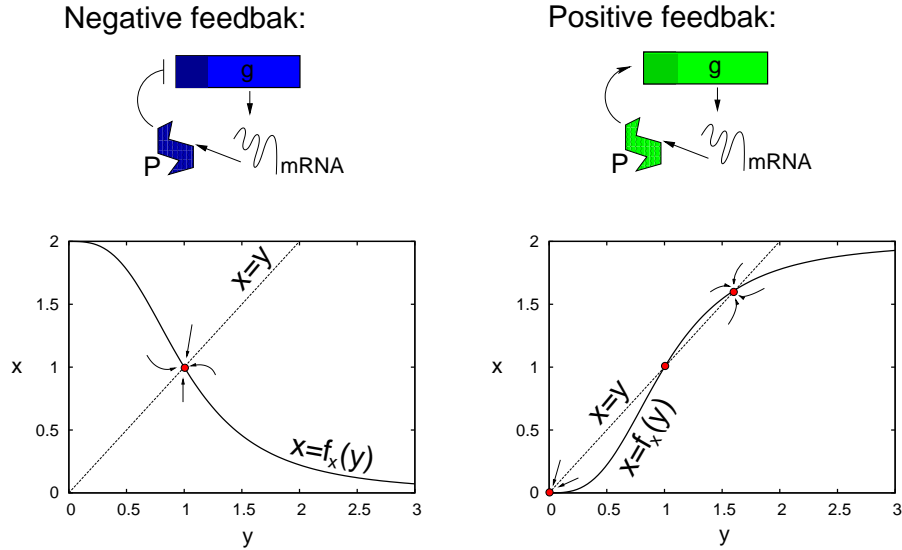 Negative feedbak:
g
P
mRNA
2
1.5
1
0.5
0
0 0.5 1 1.5 2 2.5 3
x
y
x=y
x=fx(y)
Positive feedbak:
g
P
mRNA
2
1.5
1
0.5
0
0 0.5 1 1.5 2 2.5 3
x
y
x=y
x=fx(y)